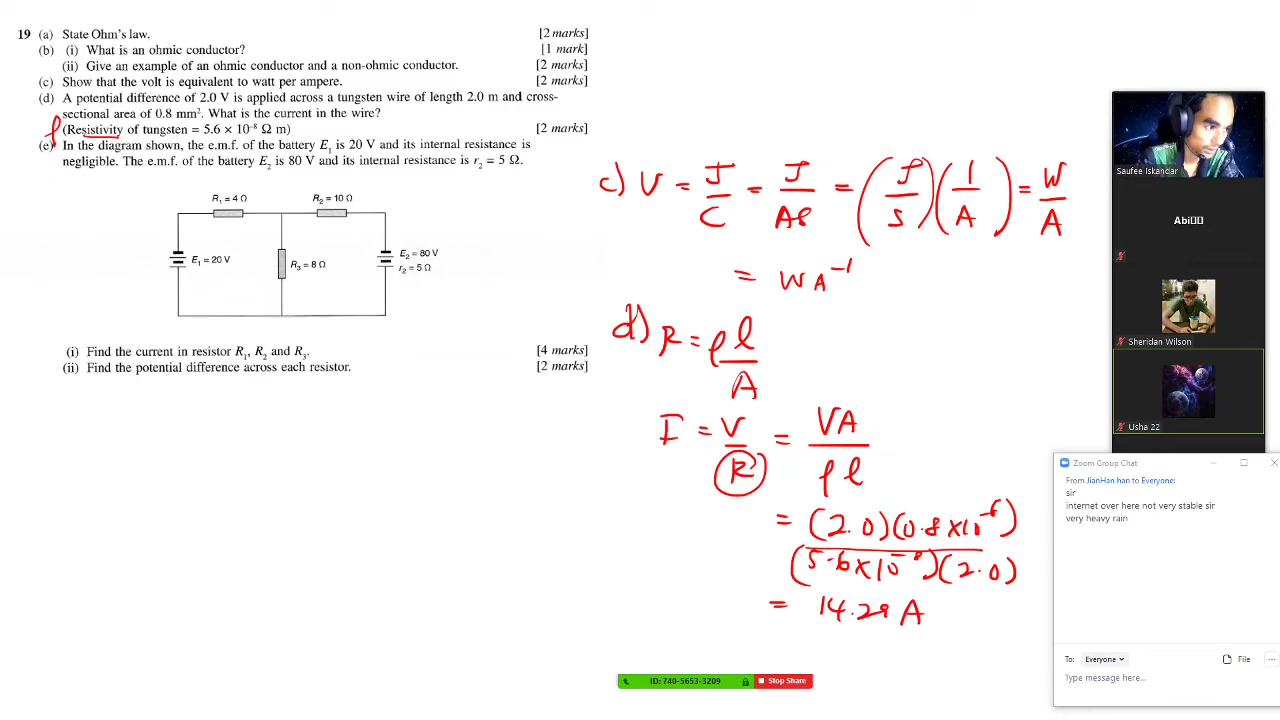 19 (a) State Ohm's law. [2 marks]
(b) (i) What is an ohmic conductor? [1 mark]
(ii) Give an example of an ohmic conductor and a non-ohmic conductor. [2 marks]
(c) Show that the volt is equivalent to watt per ampere. [2 marks]
(d) A potential difference of 2.0 V is applied across a tungsten wire of length 2.0 m and cross-
sectional area of 0.8 mm². What is the current in the wire?
ρ (Resistivity of tungsten = 5.6 × 10⁻⁸ Ω m) [2 marks]
(e) In the diagram shown, the e.m.f. of the battery E₁ is 20 V and its internal resistance is
negligible. The e.m.f. of the battery E₂ is 80 V and its internal resistance is r₂ = 5 Ω.
R₁ = 4 Ω
R₂ = 10 Ω
E₁ = 20 V
R₃ = 8 Ω
E₂ = 80 V
r₂ = 5 Ω
(i) Find the current in resistor R₁, R₂ and R₃. [4 marks]
(ii) Find the potential difference across each resistor. [2 marks]
c) V = J/C = J/As = (J/s)(1/A) = W/A
= WA⁻¹
d) R = ρl/A
I = V/R = VA/ρl
= (2.0)(0.8×10⁻⁶)
(5.6×10⁻⁸)(2.0)
= 14.29 A
Saufee Iskandar
Abi▯▯
Sheridan Wilson
Usha 22
Zoom Group Chat
From JianHan han to Everyone:
sir
internet over here not very stable sir
very heavy rain
To: Everyone
File
Type message here...
ID: 740-5653-3209
Stop Share